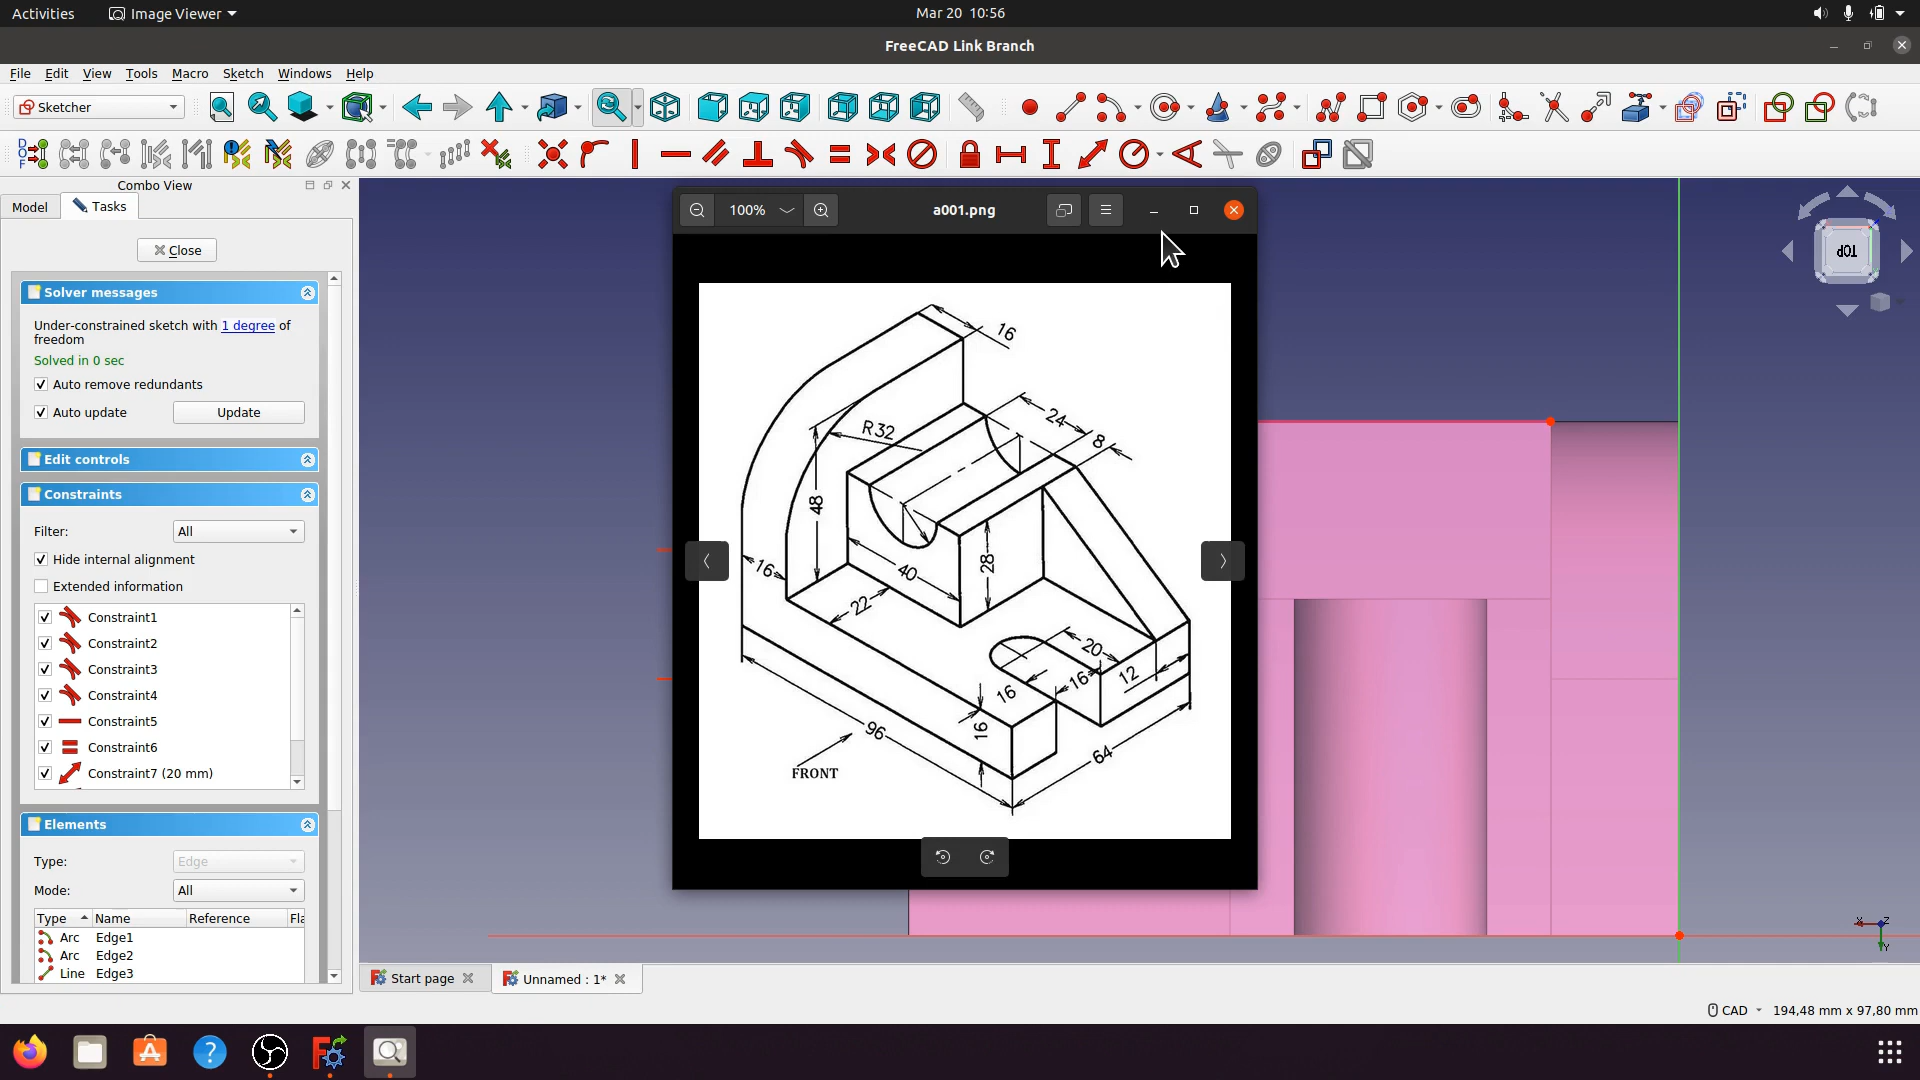 Activities
Image Viewer
Mar 20 10:56
FreeCAD Link Branch
File Edit View Tools Macro Sketch Windows Help
Sketcher
DOF
Combo View
Model
Tasks
Close
Solver messages
Under-constrained sketch with 1 degree of
freedom
Solved in 0 sec
Auto remove redundants
Auto update
Update
Edit controls
Constraints
Filter:
All
Hide internal alignment
Extended information
Constraint1
Constraint2
Constraint3
Constraint4
Constraint5
Constraint6
Constraint7 (20 mm)
Elements
Type:
Edge
Mode:
All
Type Name Reference Fla
Arc Edge1
Arc Edge2
Line Edge3
100%
a001.png
16
24
8
R32
48
16
40
28
22
20
12
16
16
16
96
64
FRONT
TOP
X
Z
Y
Start page
Unnamed : 1*
CAD
194,48 mm x 97,80 mm